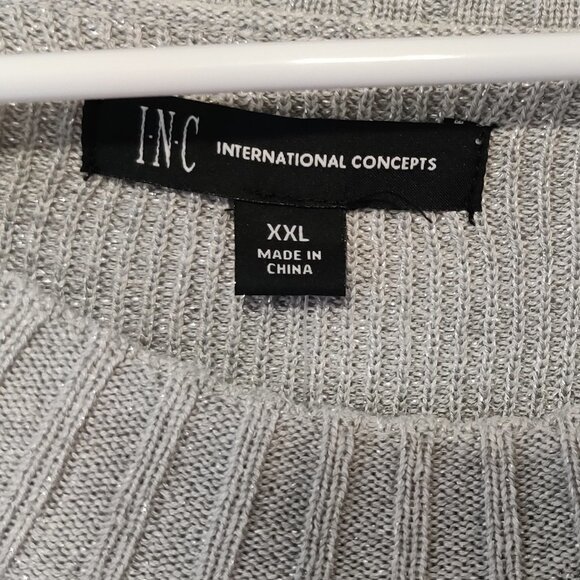 I·N·C INTERNATIONAL CONCEPTS
XXL
MADE IN
CHINA